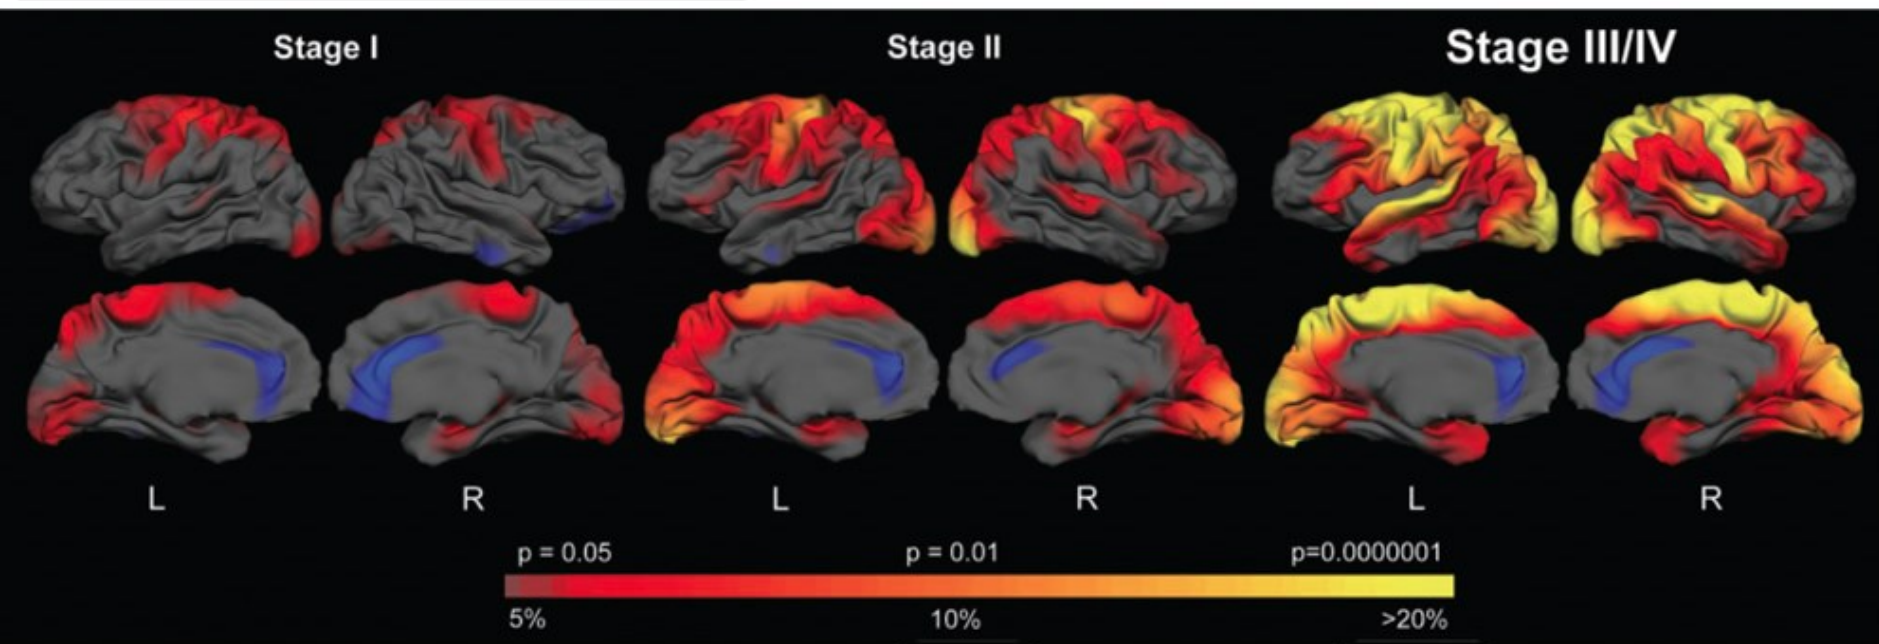 Stage I
Stage II
Stage III/IV
L
R
L
R
L
R
p = 0.05
p = 0.01
p=0.0000001
5%
10%
>20%